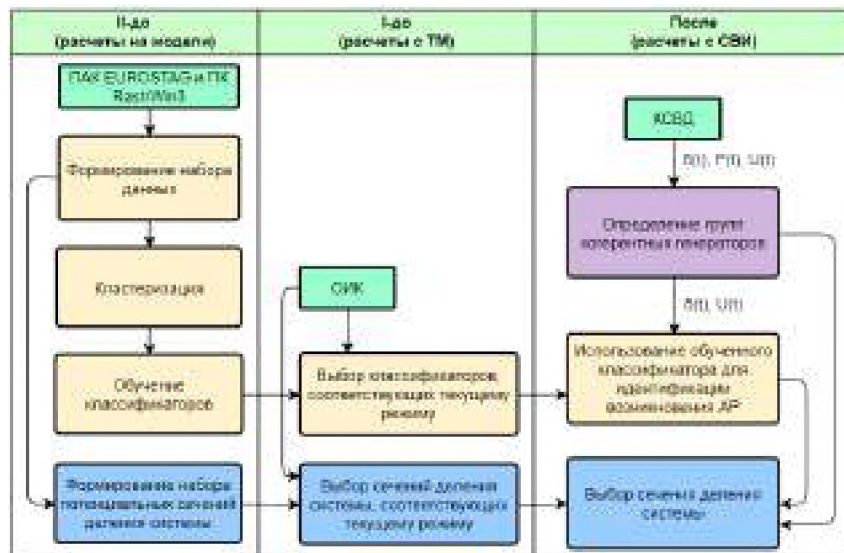 II-до
(расчеты на модели)
I-до
(расчеты с ТМ)
После
(расчеты с СВИ)
ПАК EUROSTAG и ПК
RastrWin3
Формирование набора
данных
Кластеризация
Обучение
классификаторов
Формирование набора
потенциальных сечений
деления системы
ОИК
Выбор классификаторов,
соответствующих текущему
режиму
Выбор сечений деления
системы, соответствующих
текущему режиму
КСВД
δ(t), P(t), U(t)
Определение групп
когерентных генераторов
δ(t), U(t)
Использование обученного
классификатора для
идентификации
возникновения АР
Выбор сечения деления
системы